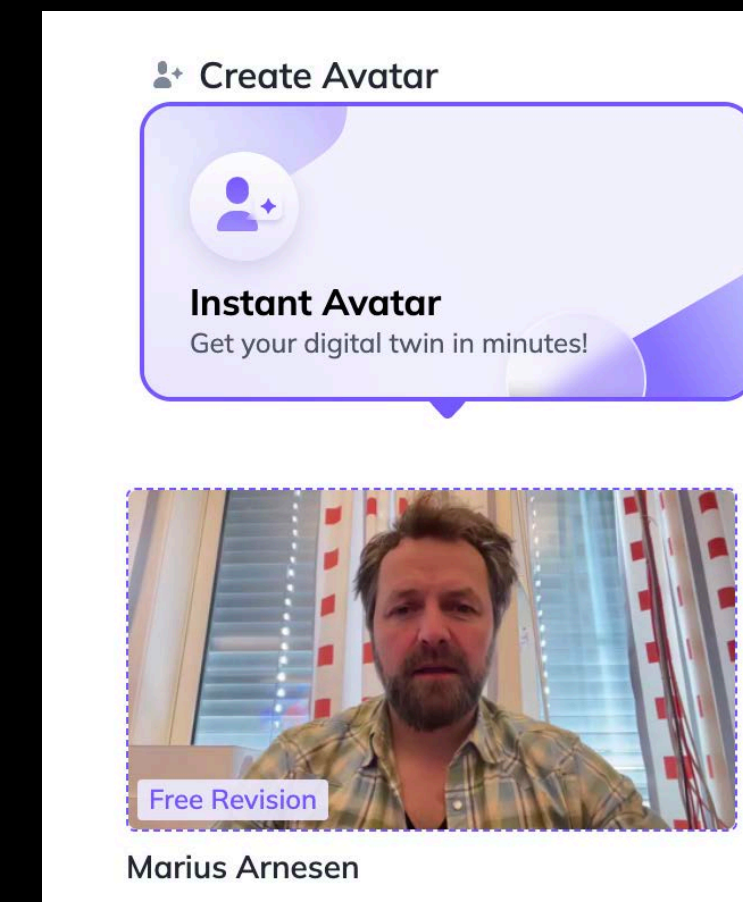 Create Avatar
Instant Avatar
Get your digital twin in minutes!
Free Revision
Marius Arnesen